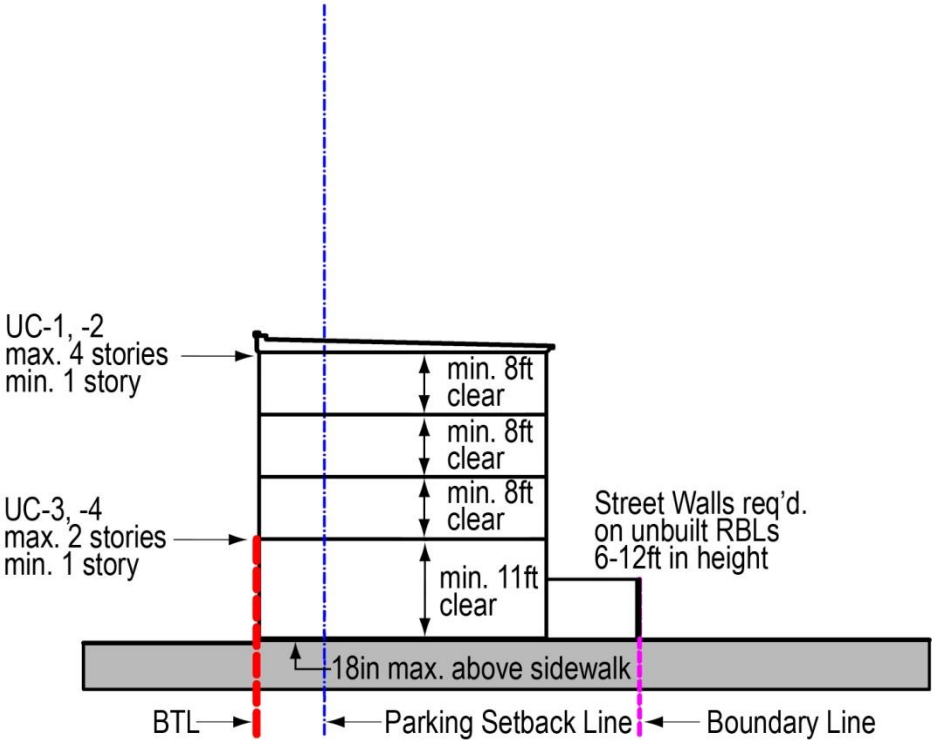 UC-1, -2
max. 4 stories
min. 1 story
min. 8ft
clear
min. 8ft
clear
min. 8ft
clear
UC-3, -4
max. 2 stories
min. 1 story
Street Walls req'd.
on unbuilt RBLs
6-12ft in height
min. 11ft
clear
18in max. above sidewalk
BTL
Parking Setback Line
Boundary Line